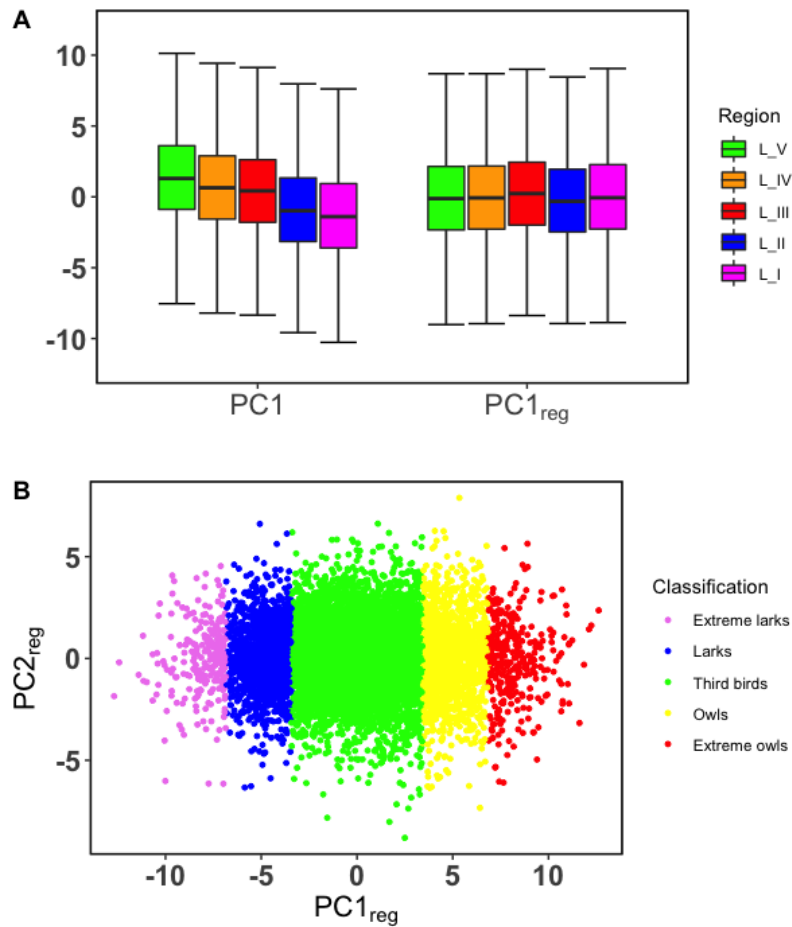 A
10
5
0
-5
-10
PC1
PC1reg
Region
L_V
L_IV
L_III
L_II
L_I
B
5
0
-5
PC2reg
-10
-5
0
5
10
PC1reg
Classification
Extreme larks
Larks
Third birds
Owls
Extreme owls